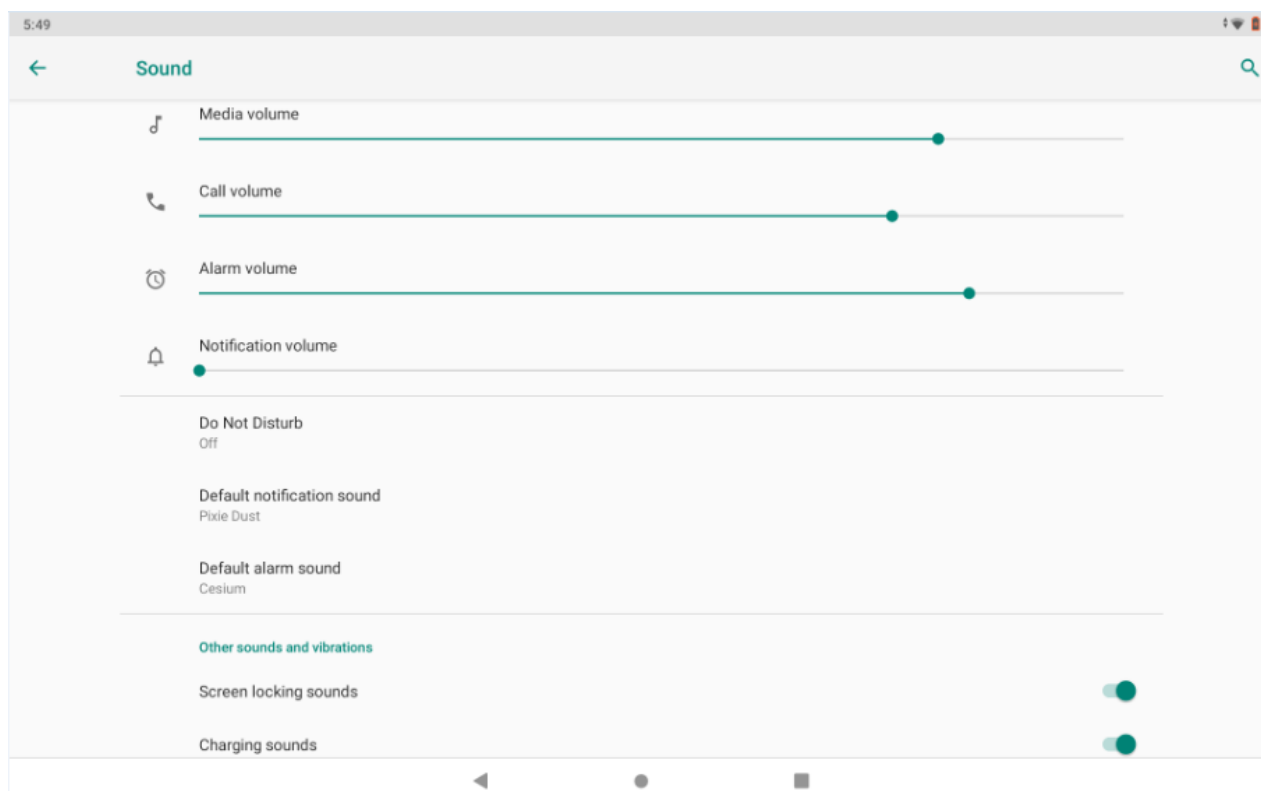 5:49
Sound
Media volume
Call volume
Alarm volume
Notification volume
Do Not Disturb
Off
Default notification sound
Pixie Dust
Default alarm sound
Cesium
Other sounds and vibrations
Screen locking sounds
Charging sounds